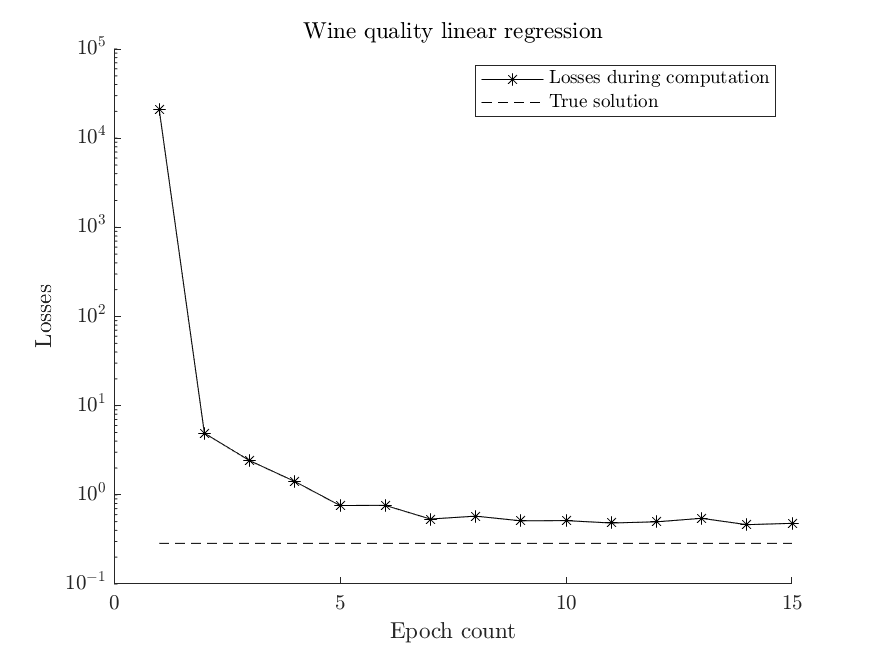 Wine quality linear regression
Losses during computation
True solution
Losses
10^5
10^4
10^3
10^2
10^1
10^0
10^-1
0 5 10 15
Epoch count